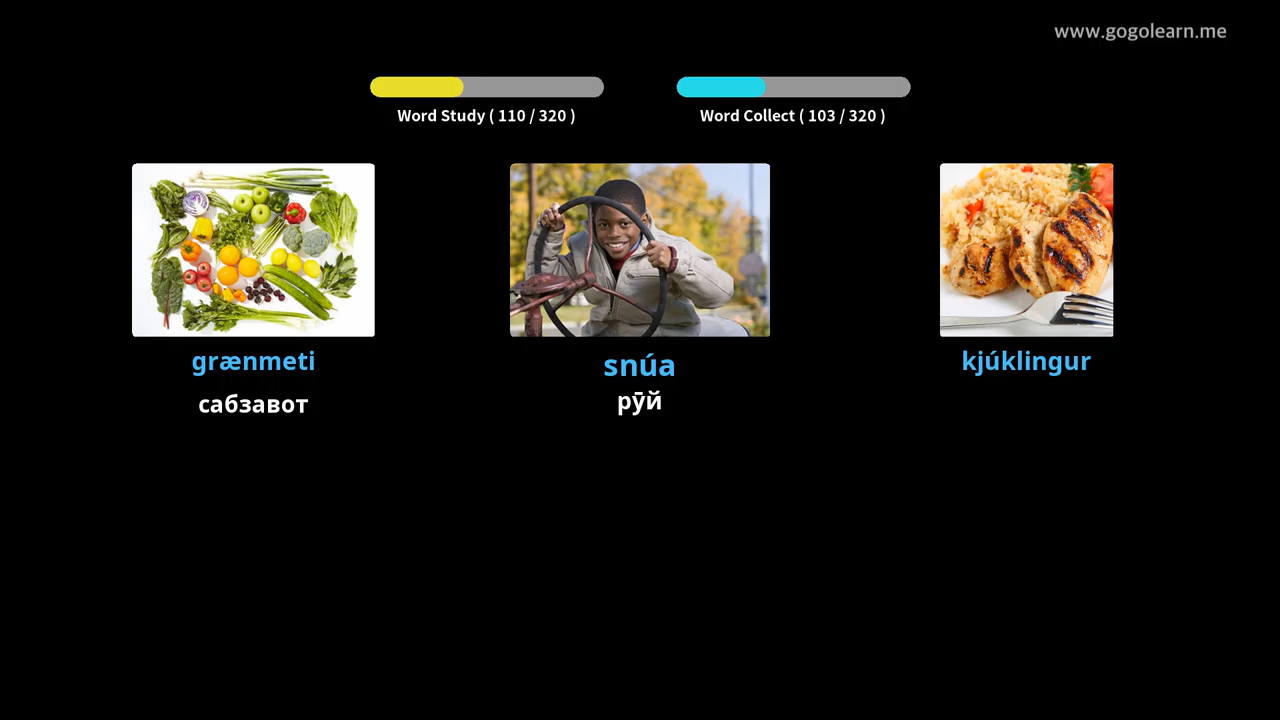 www.gogolearn.me
Word Study ( 110 / 320 )
Word Collect ( 103 / 320 )
grænmeti
snúa
kjúklingur
сабзавот
рӯй